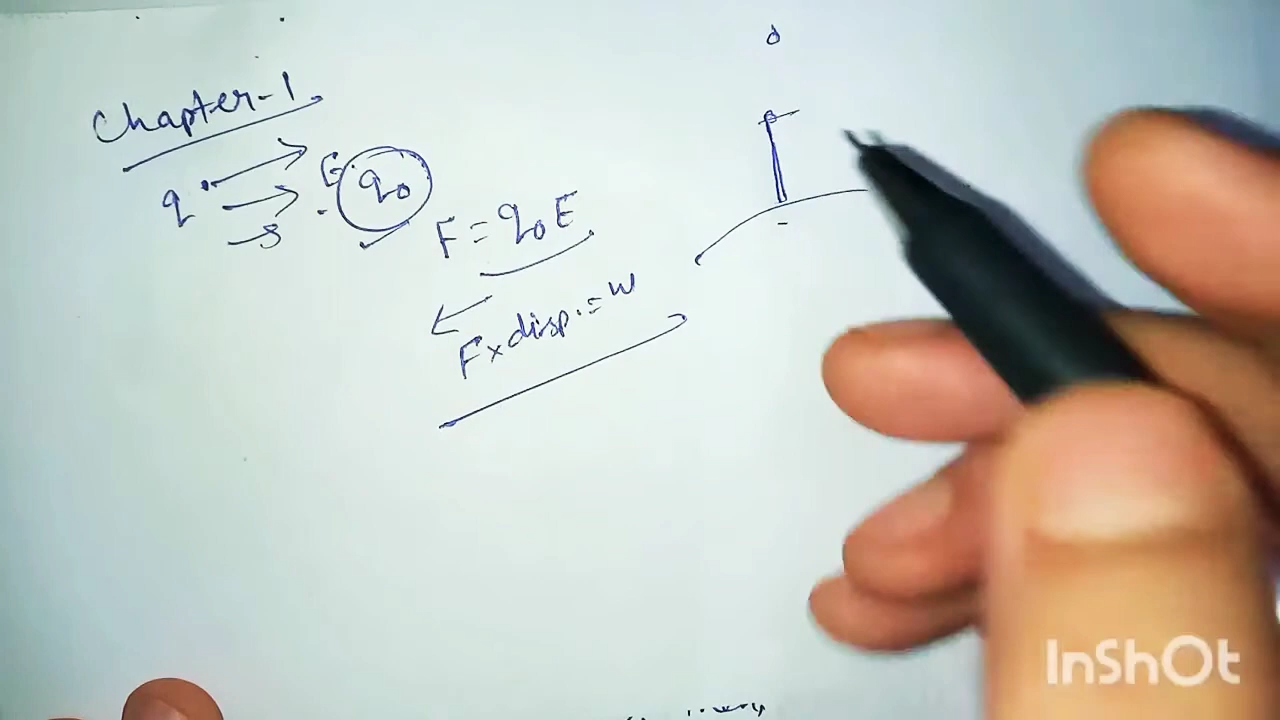 Chapter-1
q E q₀
F = q₀E
F × disp. = W
InShOt